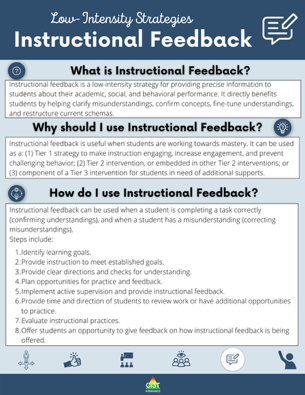 Low-Intensity Strategies
Instructional Feedback
What is Instructional Feedback?
Instructional feedback is a low-intensity strategy for providing precise information to
students about their academic, social, and behavioral performance. It directly benefits
students by helping clarify misunderstandings, confirm concepts, fine-tune understandings,
and restructure current schemas.
Why should I use Instructional Feedback?
Instructional feedback is useful when students are working towards mastery. It can be used
as a: (1) Tier 1 strategy to make instruction engaging, increase engagement, and prevent
challenging behavior; (2) Tier 2 intervention, or embedded in other Tier 2 interventions; or
(3) component of a Tier 3 intervention for students in need of additional supports.
How do I use Instructional Feedback?
Instructional feedback can be used when a student is completing a task correctly
(confirming understandings), and when a student has a misunderstanding (correcting
misunderstandings).
Steps include:
1. Identify learning goals.
2. Provide instruction to meet established goals.
3. Provide clear directions and checks for understanding.
4. Plan opportunities for practice and feedback.
5. Implement active supervision and provide instructional feedback.
6. Provide time and direction of students to review work or have additional opportunities
to practice.
7. Evaluate instructional practices.
8. Offer students an opportunity to give feedback on how instructional feedback is being
offered.